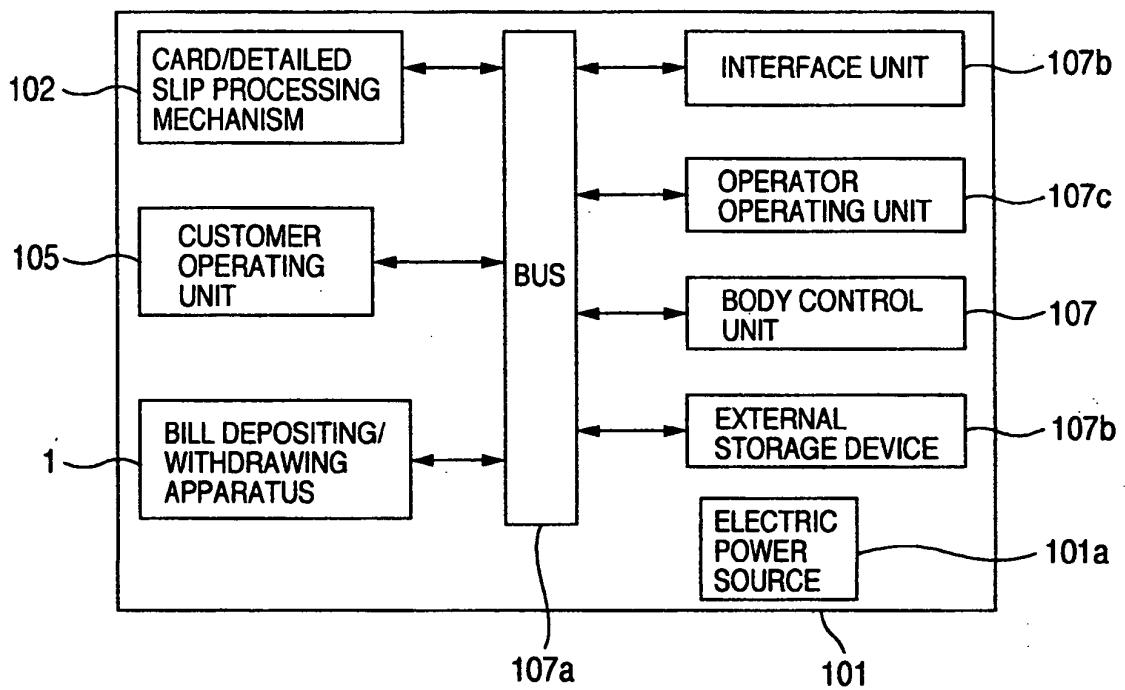 102
CARD/DETAILED
SLIP PROCESSING
MECHANISM
105
CUSTOMER
OPERATING
UNIT
1
BILL DEPOSITING/
WITHDRAWING
APPARATUS
BUS
107a
INTERFACE UNIT
107b
OPERATOR
OPERATING UNIT
107c
BODY CONTROL
UNIT
107
EXTERNAL
STORAGE DEVICE
107b
ELECTRIC
POWER
SOURCE
101a
101